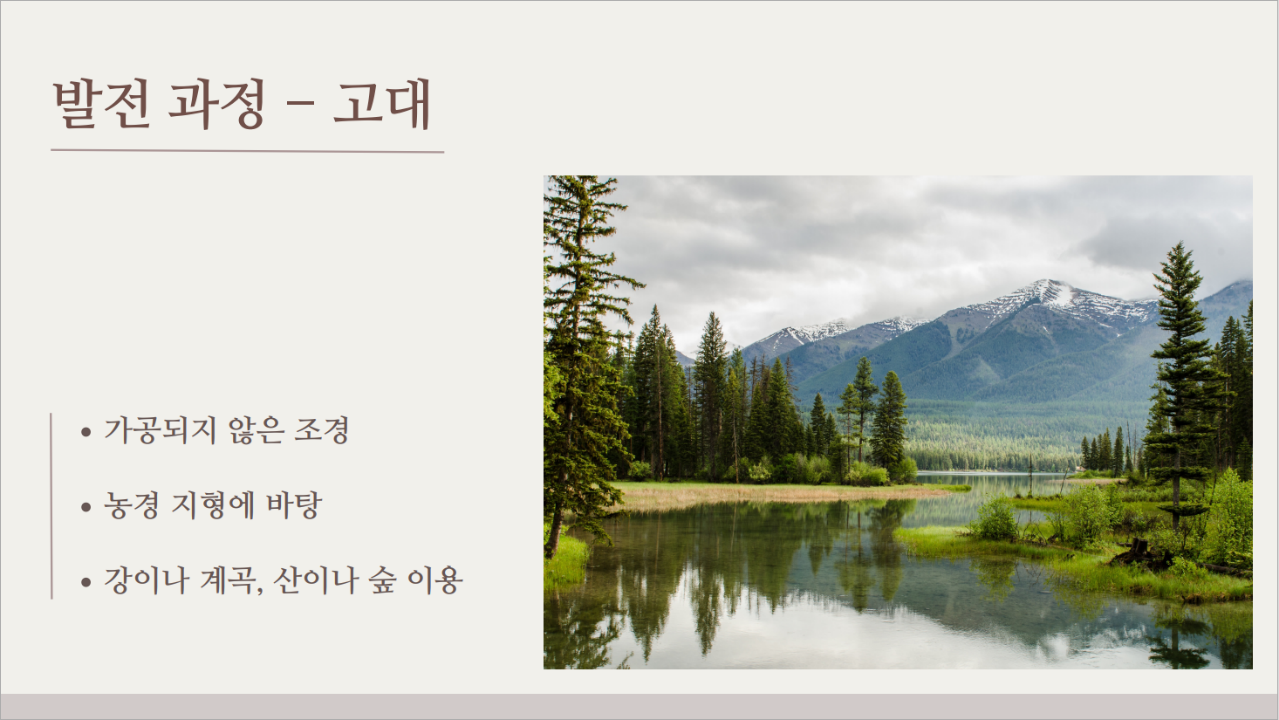 발전 과정 – 고대
• 가공되지 않은 조경
• 농경 지형에 바탕
• 강이나 계곡, 산이나 숲 이용